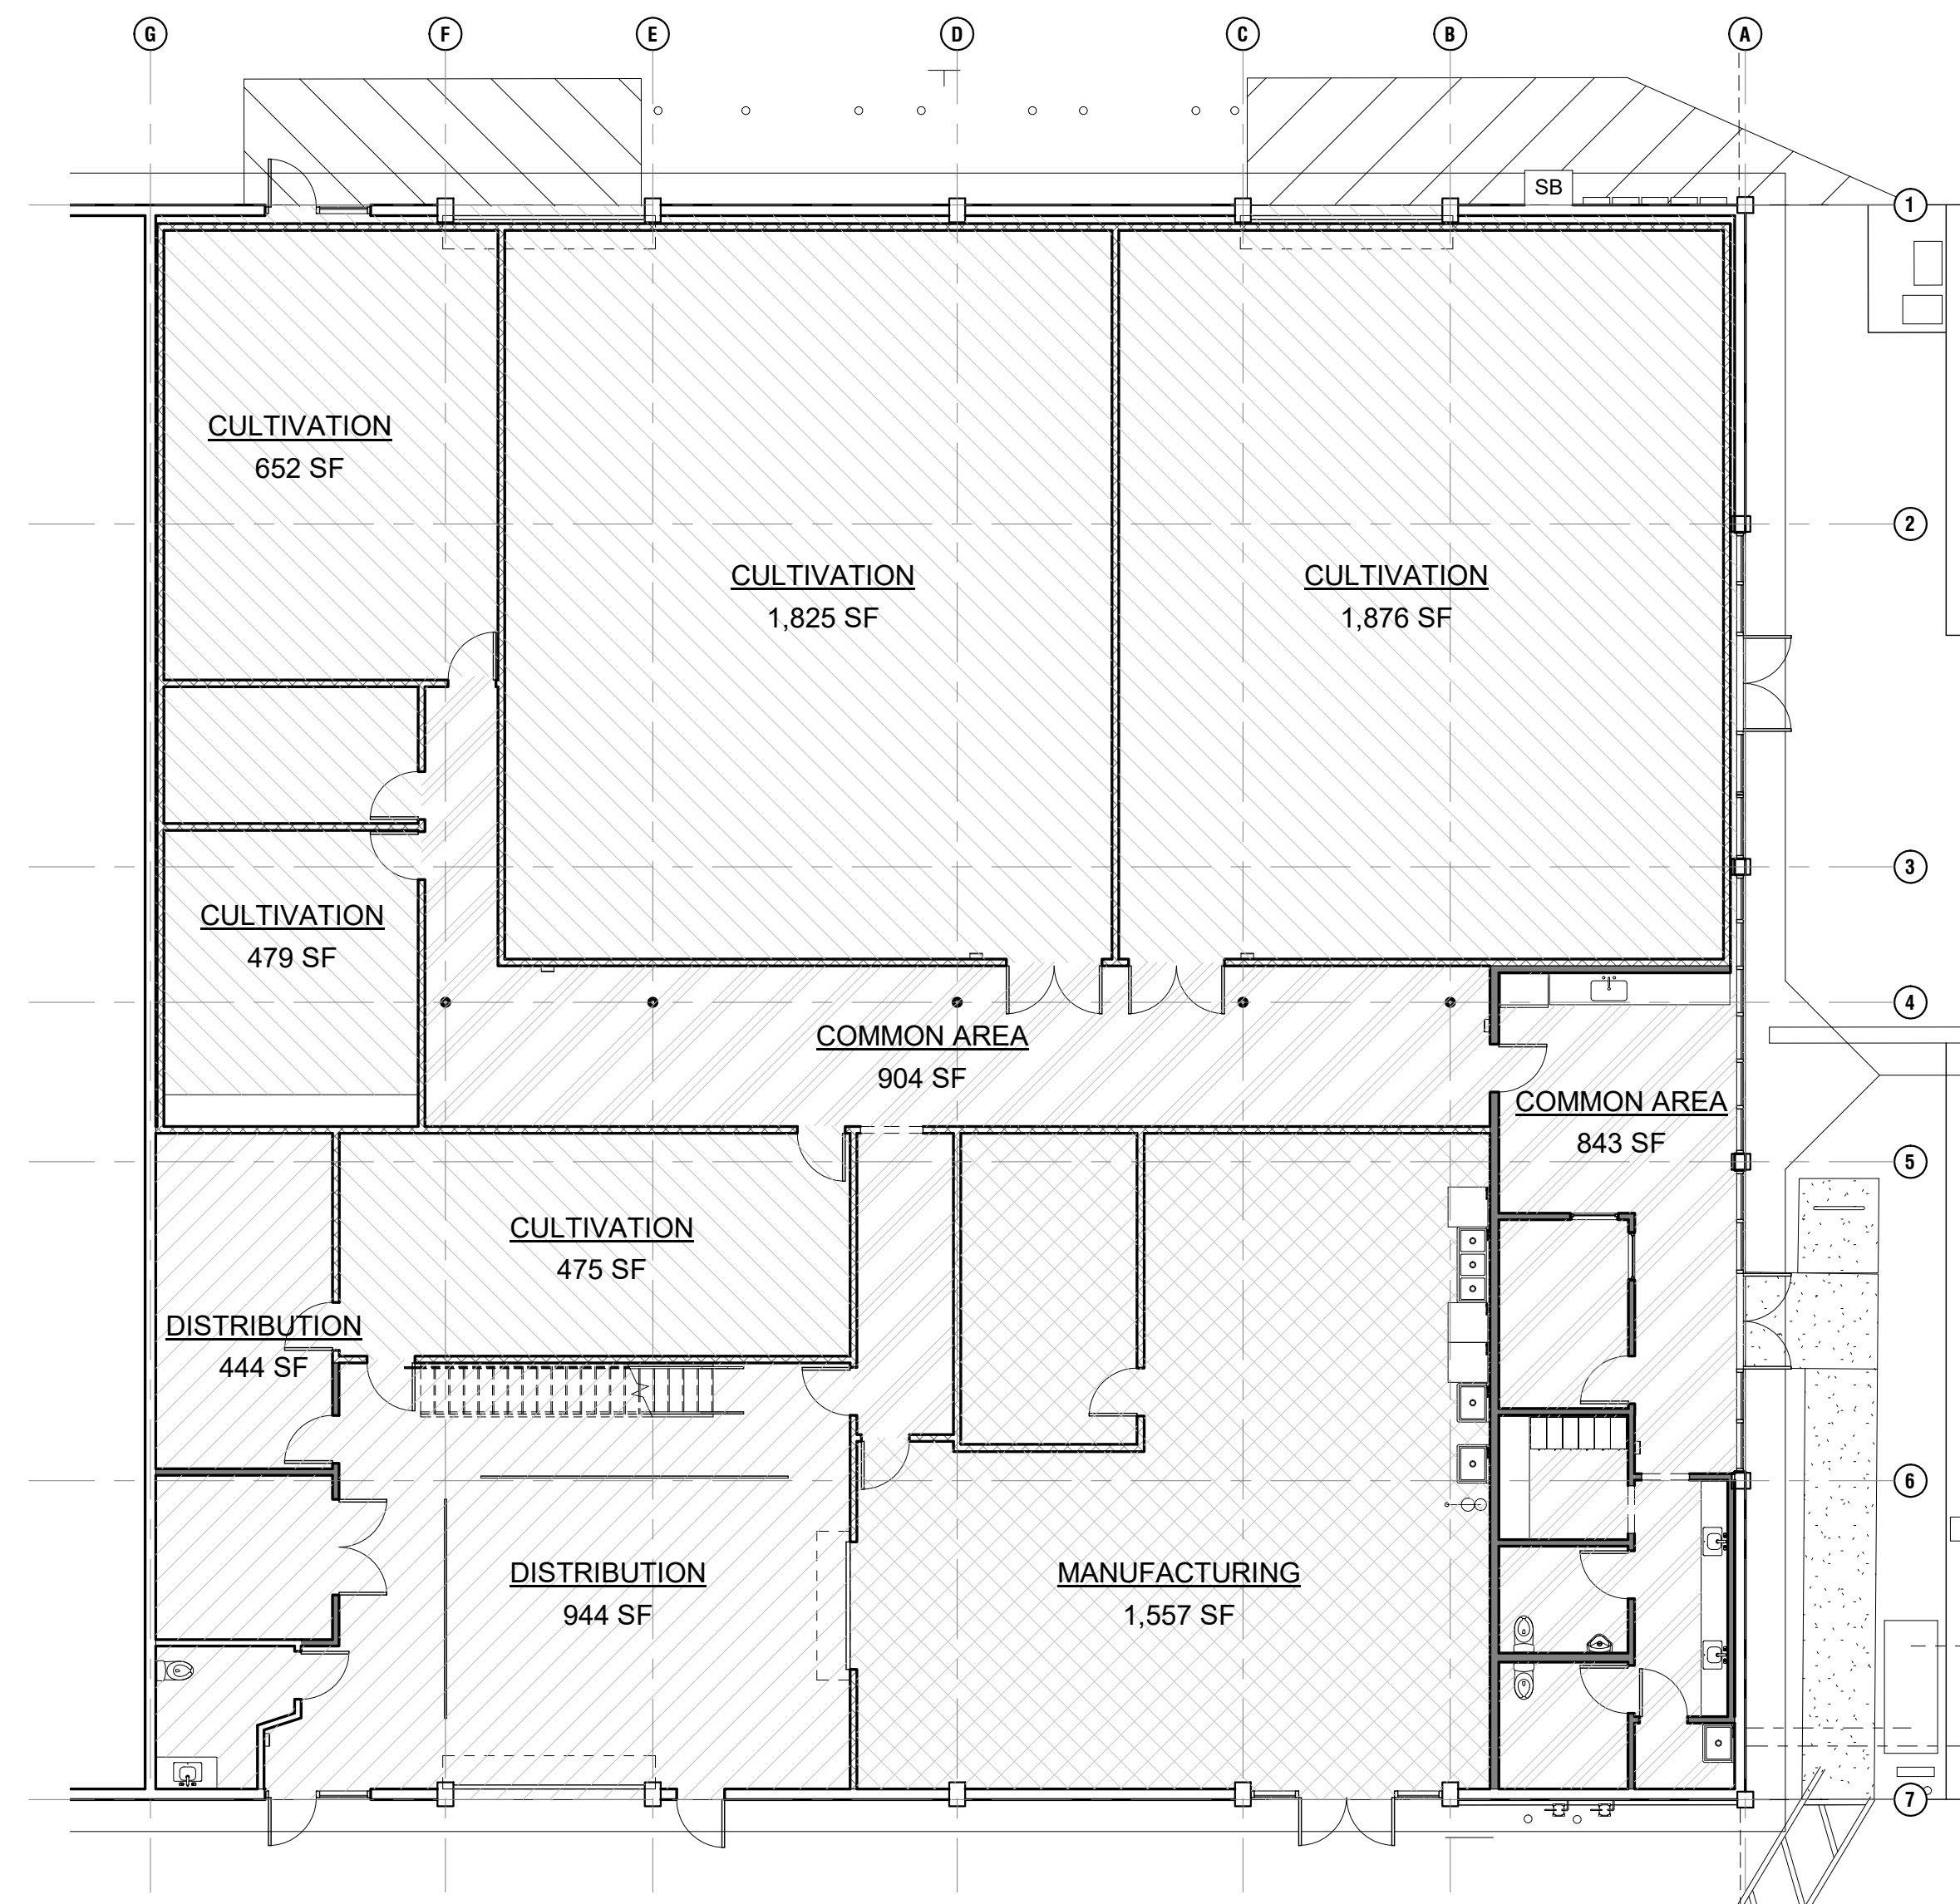 G
F
E
D
C
B
A
SB
1
CULTIVATION
652 SF
2
CULTIVATION
1,825 SF
CULTIVATION
1,876 SF
3
CULTIVATION
479 SF
4
COMMON AREA
904 SF
COMMON AREA
843 SF
5
CULTIVATION
475 SF
DISTRIBUTION
444 SF
6
DISTRIBUTION
944 SF
MANUFACTURING
1,557 SF
7